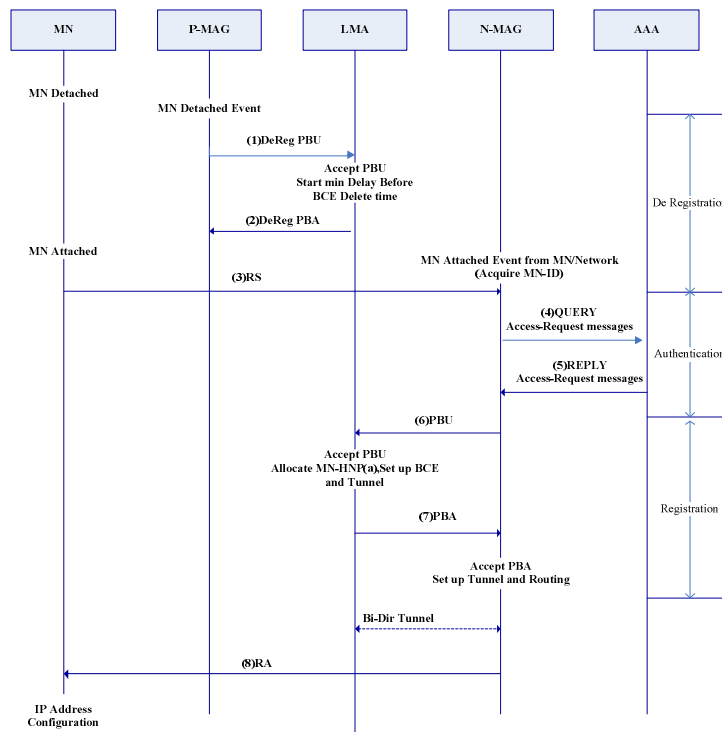 MN
P-MAG
LMA
N-MAG
AAA
MN Detached
MN Detached Event
(1)DeReg PBU
Accept PBU
Start min Delay Before
BCE Delete time
De Registration
(2)DeReg PBA
MN Attached
MN Attached Event from MN/Network
(Acquire MN-ID)
(3)RS
(4)QUERY
Access-Request messages
Authentication
(5)REPLY
Access-Request messages
(6)PBU
Accept PBU
Allocate MN-HNP(a),Set up BCE
and Tunnel
Registration
(7)PBA
Accept PBA
Set up Tunnel and Routing
Bi-Dir Tunnel
(8)RA
IP Address
Configuration